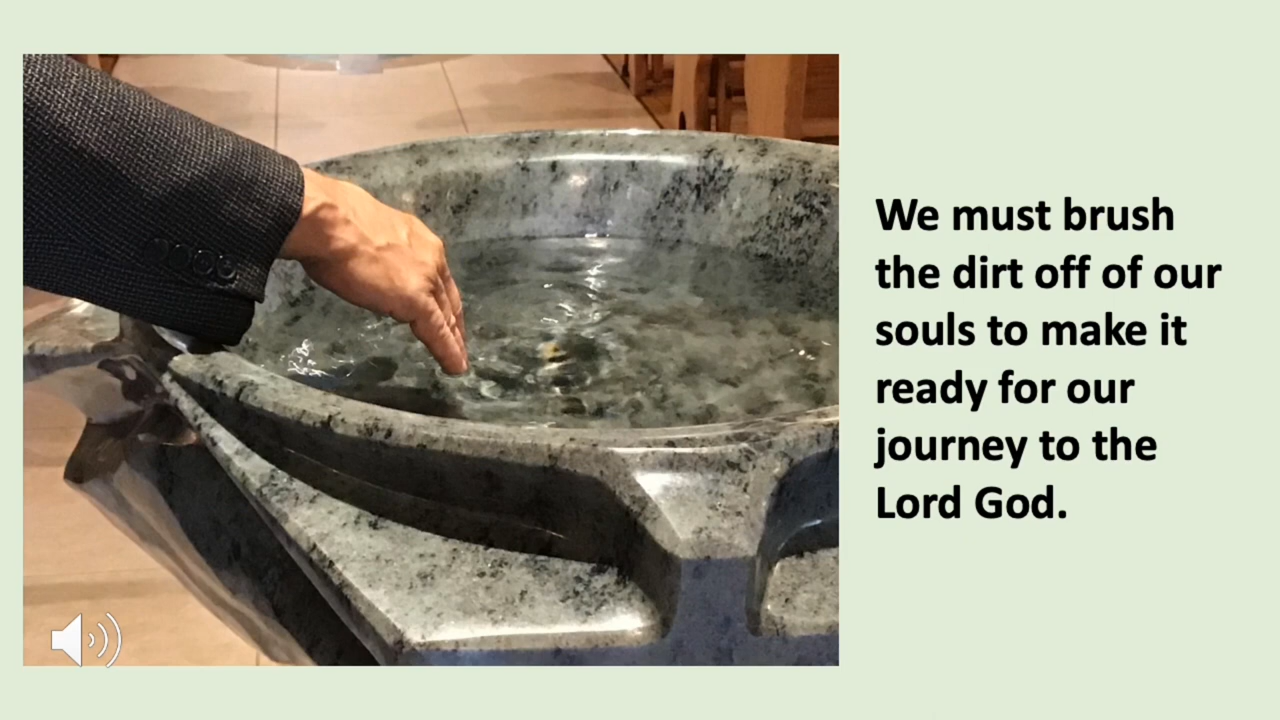 We must brush
the dirt off of our
souls to make it
ready for our
journey to the
Lord God.